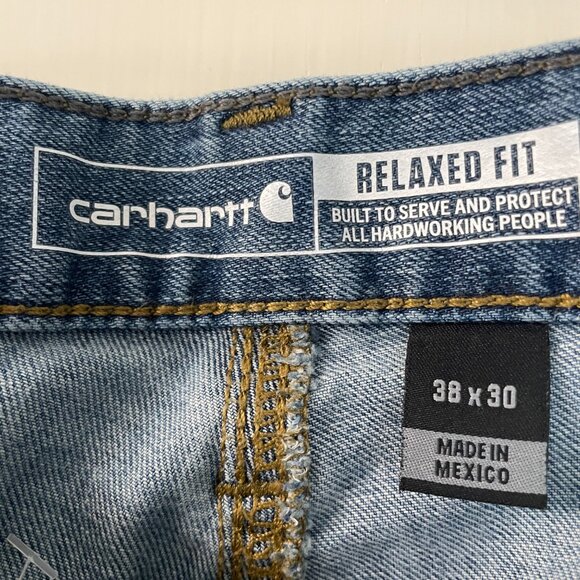 carhartt
RELAXED FIT
BUILT TO SERVE AND PROTECT
ALL HARDWORKING PEOPLE
38 x 30
MADE IN
MEXICO